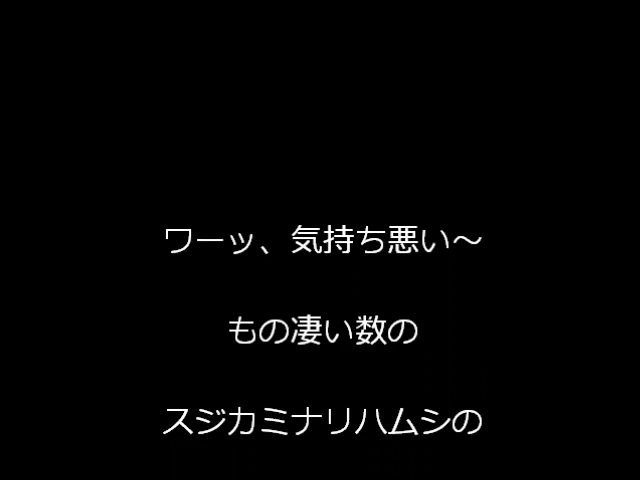 ワーッ、気持ち悪い～
もの凄い数の
スジカミナリハムシの